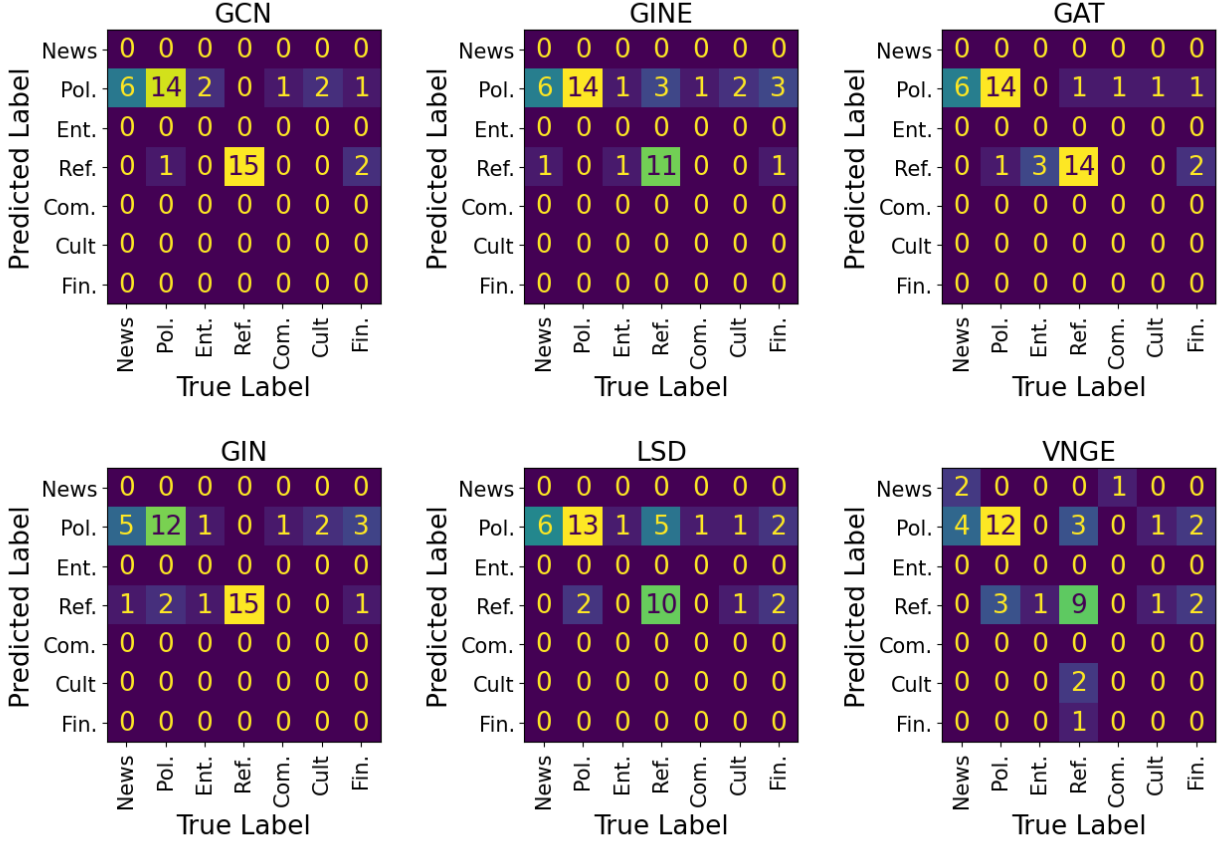 GCN
Predicted Label
News 0 0 0 0 0 0 0
Pol. 6 14 2 0 1 2 1
Ent. 0 0 0 0 0 0 0
Ref. 0 1 0 15 0 0 2
Com. 0 0 0 0 0 0 0
Cult 0 0 0 0 0 0 0
Fin. 0 0 0 0 0 0 0
News Pol. Ent. Ref. Com. Cult Fin.
True Label
GINE
Predicted Label
News 0 0 0 0 0 0 0
Pol. 6 14 1 3 1 2 3
Ent. 0 0 0 0 0 0 0
Ref. 1 0 1 11 0 0 1
Com. 0 0 0 0 0 0 0
Cult 0 0 0 0 0 0 0
Fin. 0 0 0 0 0 0 0
News Pol. Ent. Ref. Com. Cult Fin.
True Label
GAT
Predicted Label
News 0 0 0 0 0 0 0
Pol. 6 14 0 1 1 1 1
Ent. 0 0 0 0 0 0 0
Ref. 0 1 3 14 0 0 2
Com. 0 0 0 0 0 0 0
Cult 0 0 0 0 0 0 0
Fin. 0 0 0 0 0 0 0
News Pol. Ent. Ref. Com. Cult Fin.
True Label
GIN
Predicted Label
News 0 0 0 0 0 0 0
Pol. 5 12 1 0 1 2 3
Ent. 0 0 0 0 0 0 0
Ref. 1 2 1 15 0 0 1
Com. 0 0 0 0 0 0 0
Cult 0 0 0 0 0 0 0
Fin. 0 0 0 0 0 0 0
News Pol. Ent. Ref. Com. Cult Fin.
True Label
LSD
Predicted Label
News 0 0 0 0 0 0 0
Pol. 6 13 1 5 1 1 2
Ent. 0 0 0 0 0 0 0
Ref. 0 2 0 10 0 1 2
Com. 0 0 0 0 0 0 0
Cult 0 0 0 0 0 0 0
Fin. 0 0 0 0 0 0 0
News Pol. Ent. Ref. Com. Cult Fin.
True Label
VNGE
Predicted Label
News 2 0 0 0 1 0 0
Pol. 4 12 0 3 0 1 2
Ent. 0 0 0 0 0 0 0
Ref. 0 3 1 9 0 1 2
Com. 0 0 0 0 0 0 0
Cult 0 0 0 2 0 0 0
Fin. 0 0 0 1 0 0 0
News Pol. Ent. Ref. Com. Cult Fin.
True Label